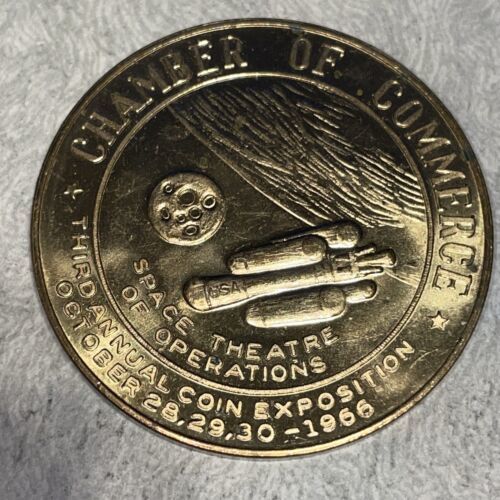 CHAMBER OF COMMERCE
USA
SPACE THEATRE
OF OPERATIONS
THIRD ANNUAL COIN EXPOSITION
OCTOBER 28,29,30-1966